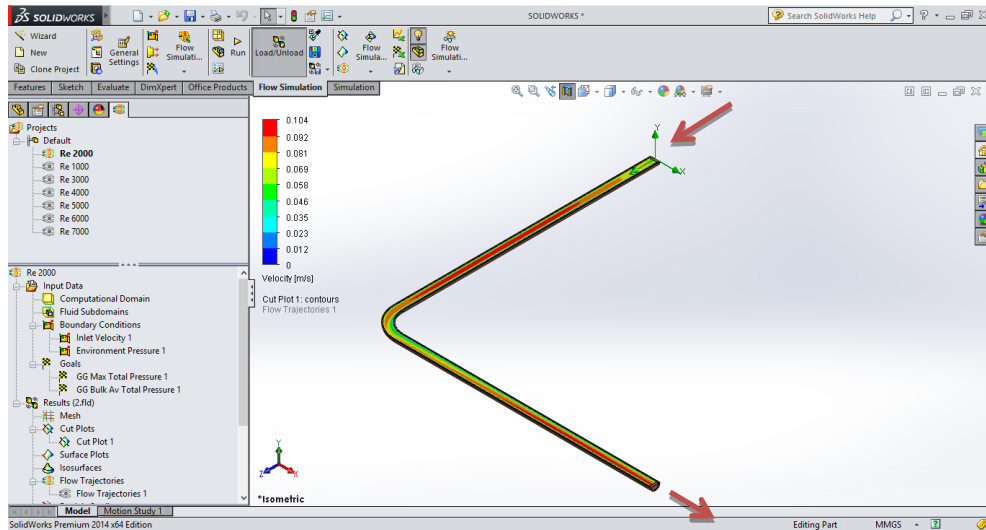 SOLIDWORKS
SOLIDWORKS *
Search SolidWorks Help
Wizard
New
Clone Project
General Settings
Flow Simulati...
Run
Load/Unload
Flow Simula...
Flow Simulati...
Features Sketch Evaluate DimXpert Office Products Flow Simulation Simulation
Projects
Default
Re 2000
Re 1000
Re 3000
Re 4000
Re 5000
Re 6000
Re 7000
Re 2000
Input Data
Computational Domain
Fluid Subdomains
Boundary Conditions
Inlet Velocity 1
Environment Pressure 1
Goals
GG Max Total Pressure 1
GG Bulk Av Total Pressure 1
Results (2.fld)
Mesh
Cut Plots
Cut Plot 1
Surface Plots
Isosurfaces
Flow Trajectories
Flow Trajectories 1
0.104
0.092
0.081
0.069
0.058
0.046
0.035
0.023
0.012
0
Velocity [m/s]
Cut Plot 1: contours
Flow Trajectories 1
Y
X
Y
Z
X
*Isometric
Model Motion Study 1
SolidWorks Premium 2014 x64 Edition
Editing Part
MMGS